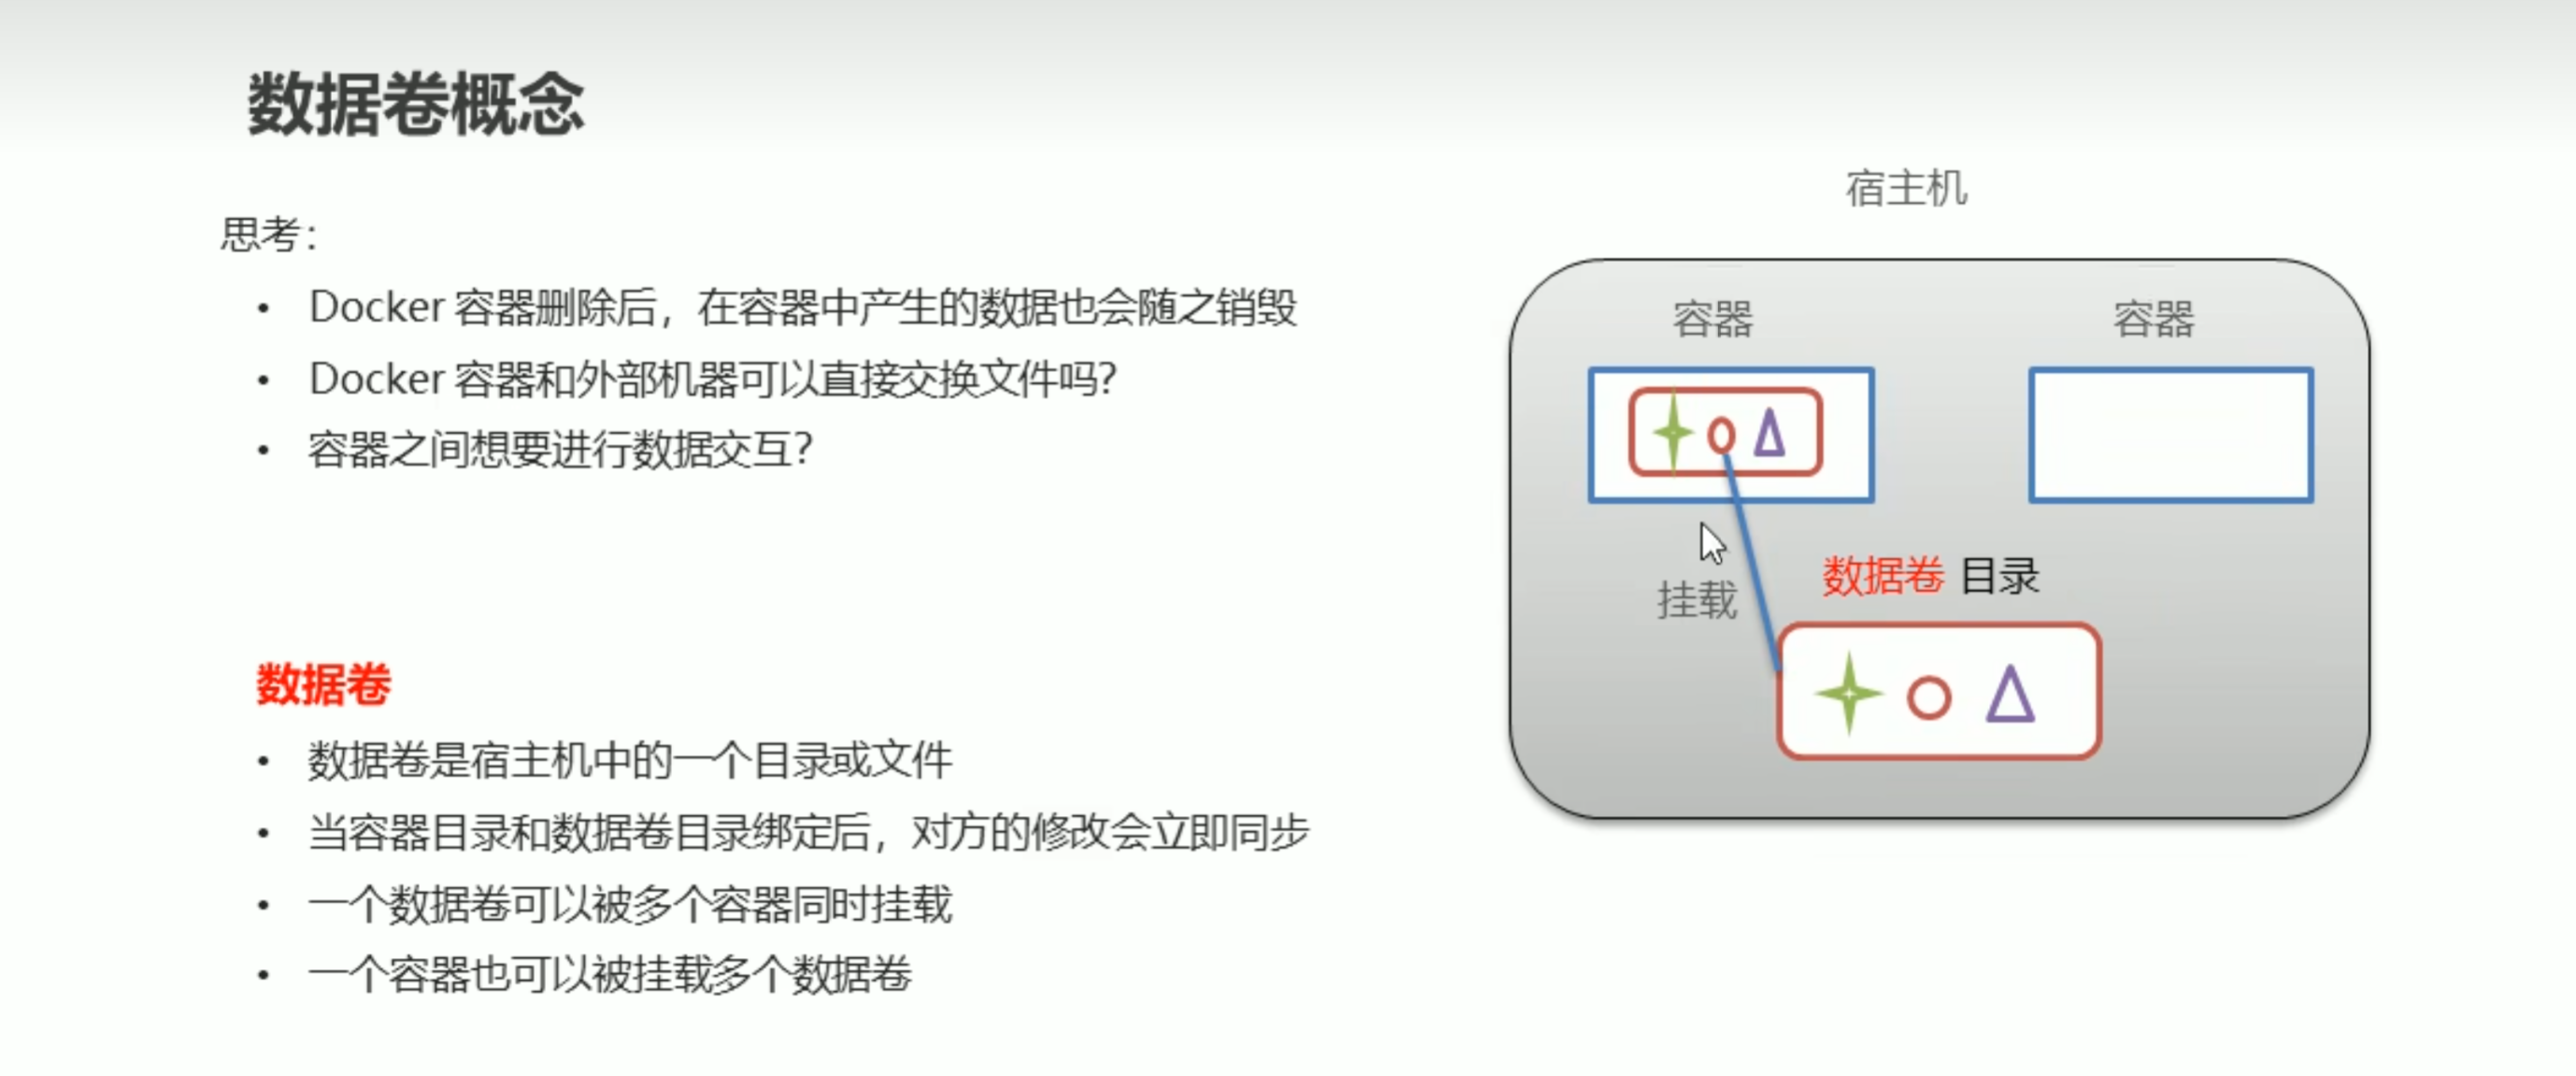 数据卷概念
思考：
• Docker 容器删除后，在容器中产生的数据也会随之销毁
• Docker 容器和外部机器可以直接交换文件吗？
• 容器之间想要进行数据交互？
数据卷
• 数据卷是宿主机中的一个目录或文件
• 当容器目录和数据卷目录绑定后，对方的修改会立即同步
• 一个数据卷可以被多个容器同时挂载
• 一个容器也可以被挂载多个数据卷
宿主机
容器
容器
挂载
数据卷 目录